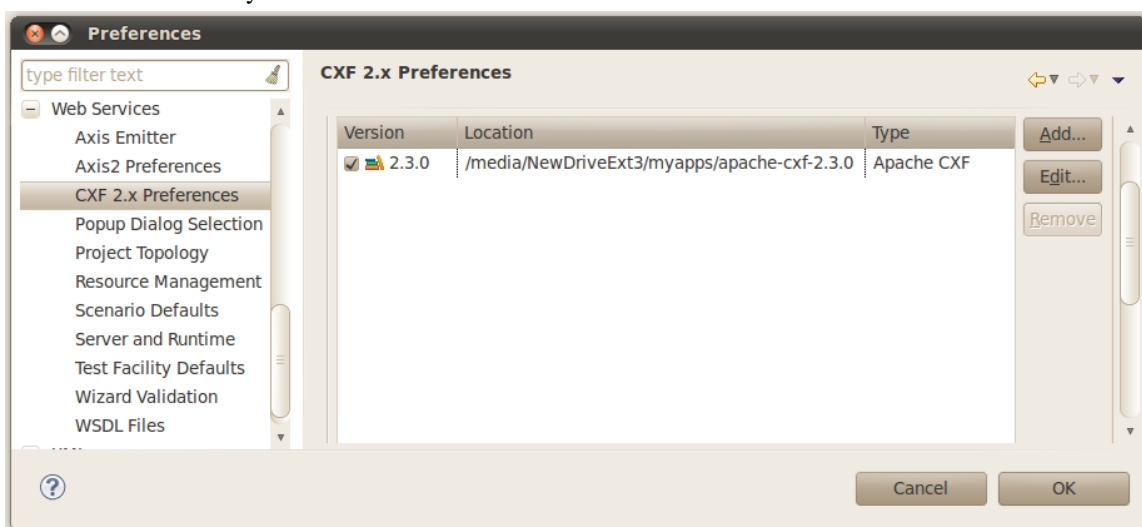 Preferences
type filter text
Web Services
Axis Emitter
Axis2 Preferences
CXF 2.x Preferences
Popup Dialog Selection
Project Topology
Resource Management
Scenario Defaults
Server and Runtime
Test Facility Defaults
Wizard Validation
WSDL Files
CXF 2.x Preferences
Version Location Type
2.3.0 /media/NewDriveExt3/myapps/apache-cxf-2.3.0 Apache CXF
Add...
Edit...
Remove
Cancel OK